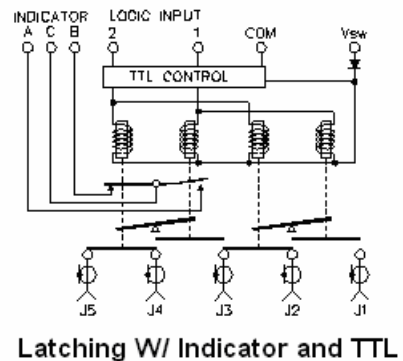 INDICATOR LOGIC INPUT
A C B 2 1 COM Vsw
TTL CONTROL
J5 J4 J3 J2 J1
Latching W/ Indicator and TTL